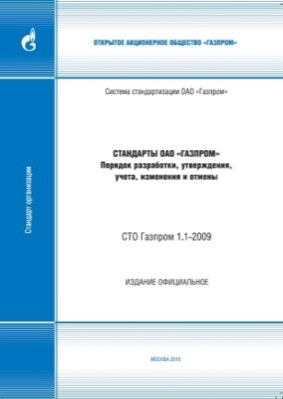 ОТКРЫТОЕ АКЦИОНЕРНОЕ ОБЩЕСТВО «ГАЗПРОМ»
Система стандартизации ОАО «Газпром»
СТАНДАРТЫ ОАО «ГАЗПРОМ»
Порядок разработки, утверждения,
учета, изменения и отмены
СТО Газпром 1.1-2009
ИЗДАНИЕ ОФИЦИАЛЬНОЕ
МОСКВА 2010
Стандарт организации